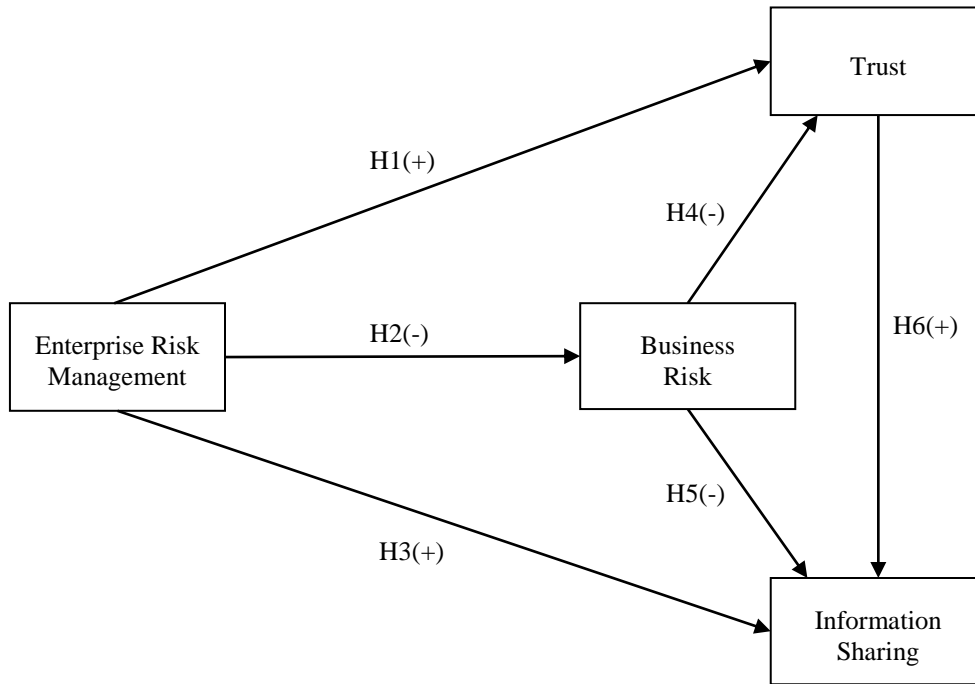 Trust
H1(+)
H4(-)
Enterprise Risk
Management
H2(-)
Business
Risk
H6(+)
H5(-)
H3(+)
Information
Sharing